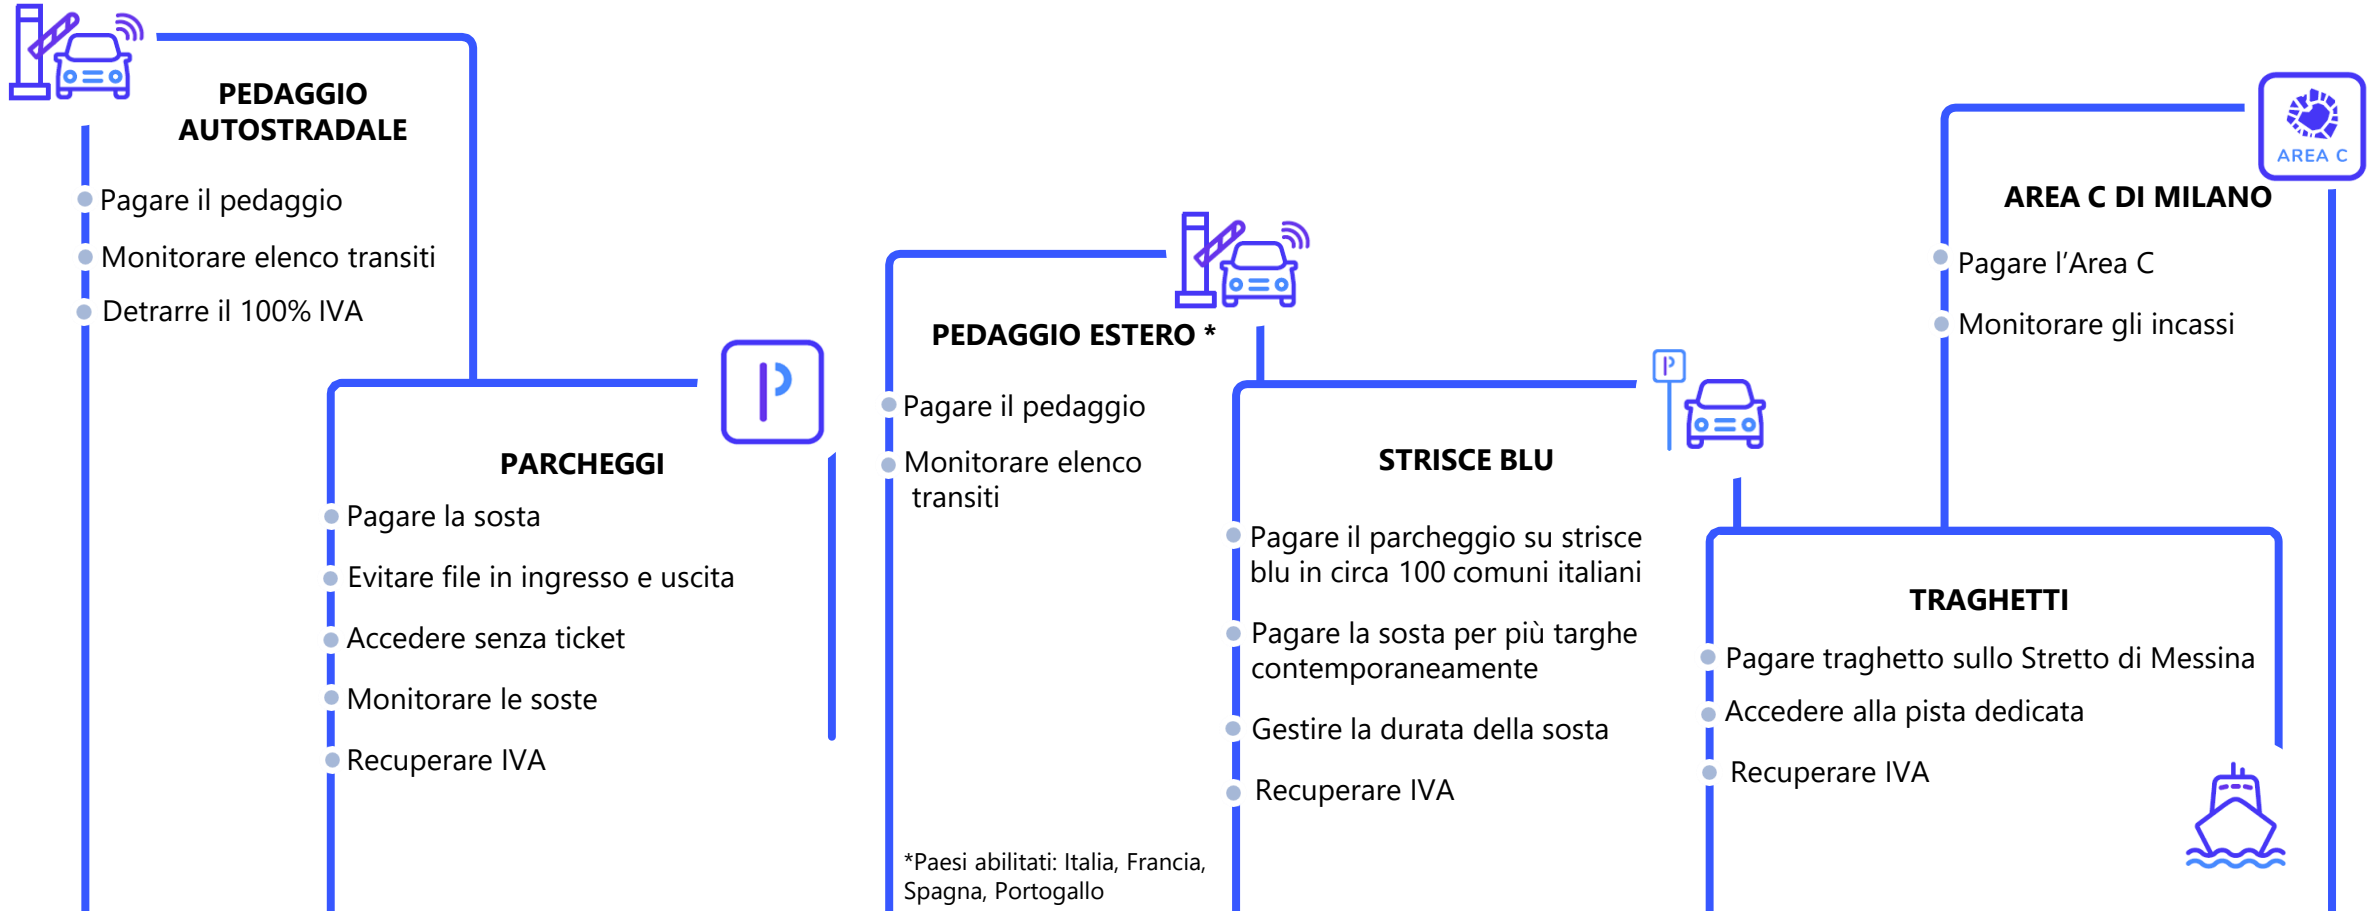 PEDAGGIO
AUTOSTRADALE
Pagare il pedaggio
Monitorare elenco transiti
Detrarre il 100% IVA
P
PARCHEGGI
Pagare la sosta
Evitare file in ingresso e uscita
Accedere senza ticket
Monitorare le soste
Recuperare IVA
PEDAGGIO ESTERO *
Pagare il pedaggio
Monitorare elenco
transiti
*Paesi abilitati: Italia, Francia,
Spagna, Portogallo
P
STRISCE BLU
Pagare il parcheggio su strisce
blu in circa 100 comuni italiani
Pagare la sosta per più targhe
contemporaneamente
Gestire la durata della sosta
Recuperare IVA
AREA C
AREA C DI MILANO
Pagare l’Area C
Monitorare gli incassi
TRAGHETTI
Pagare traghetto sullo Stretto di Messina
Accedere alla pista dedicata
Recuperare IVA